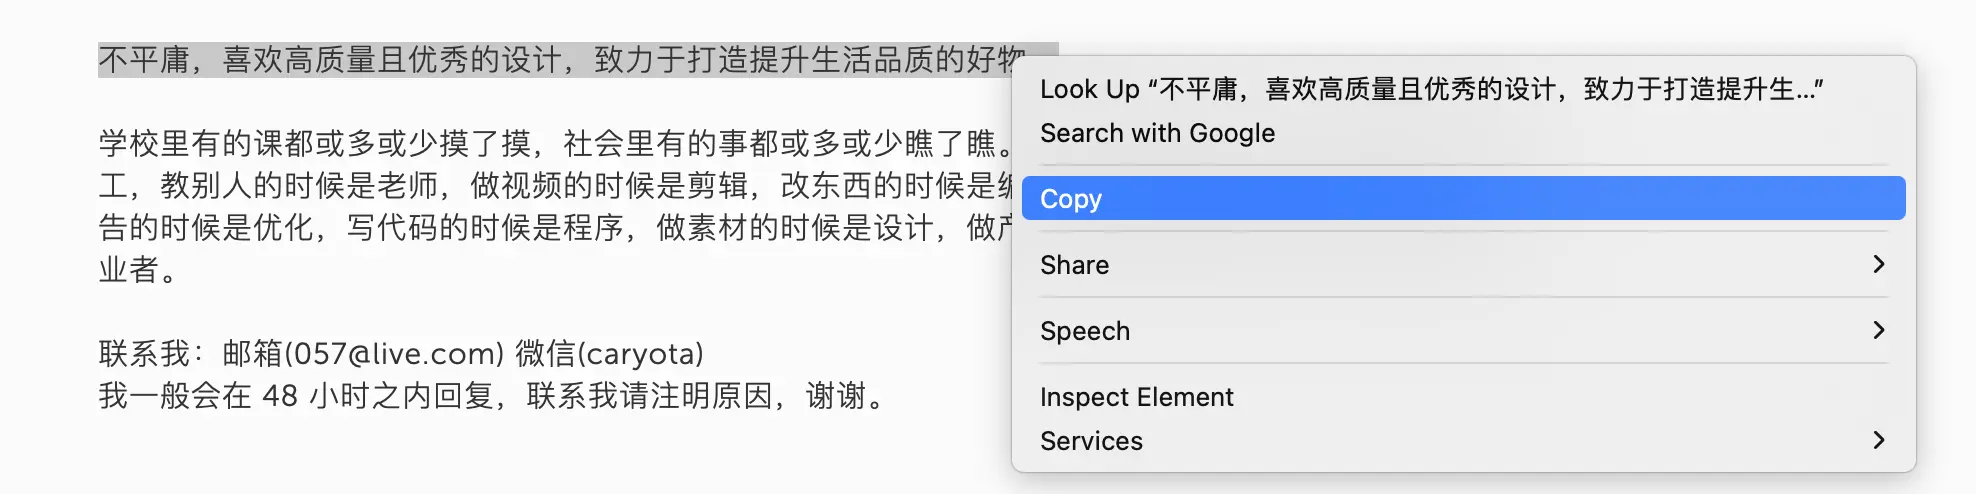 不平庸，喜欢高质量且优秀的设计，致力于打造提升生活品质的好物
学校里有的课都或多或少摸了摸，社会里有的事都或多或少瞧了瞧。
工，教别人的时候是老师，做视频的时候是剪辑，改东西的时候是
告的时候是优化，写代码的时候是程序，做素材的时候是设计，做
业者。
联系我：邮箱(057@live.com) 微信(caryota)
我一般会在 48 小时之内回复，联系我请注明原因，谢谢。
Look Up “不平庸，喜欢高质量且优秀的设计，致力于打造提升生...”
Search with Google
Copy
Share
Speech
Inspect Element
Services